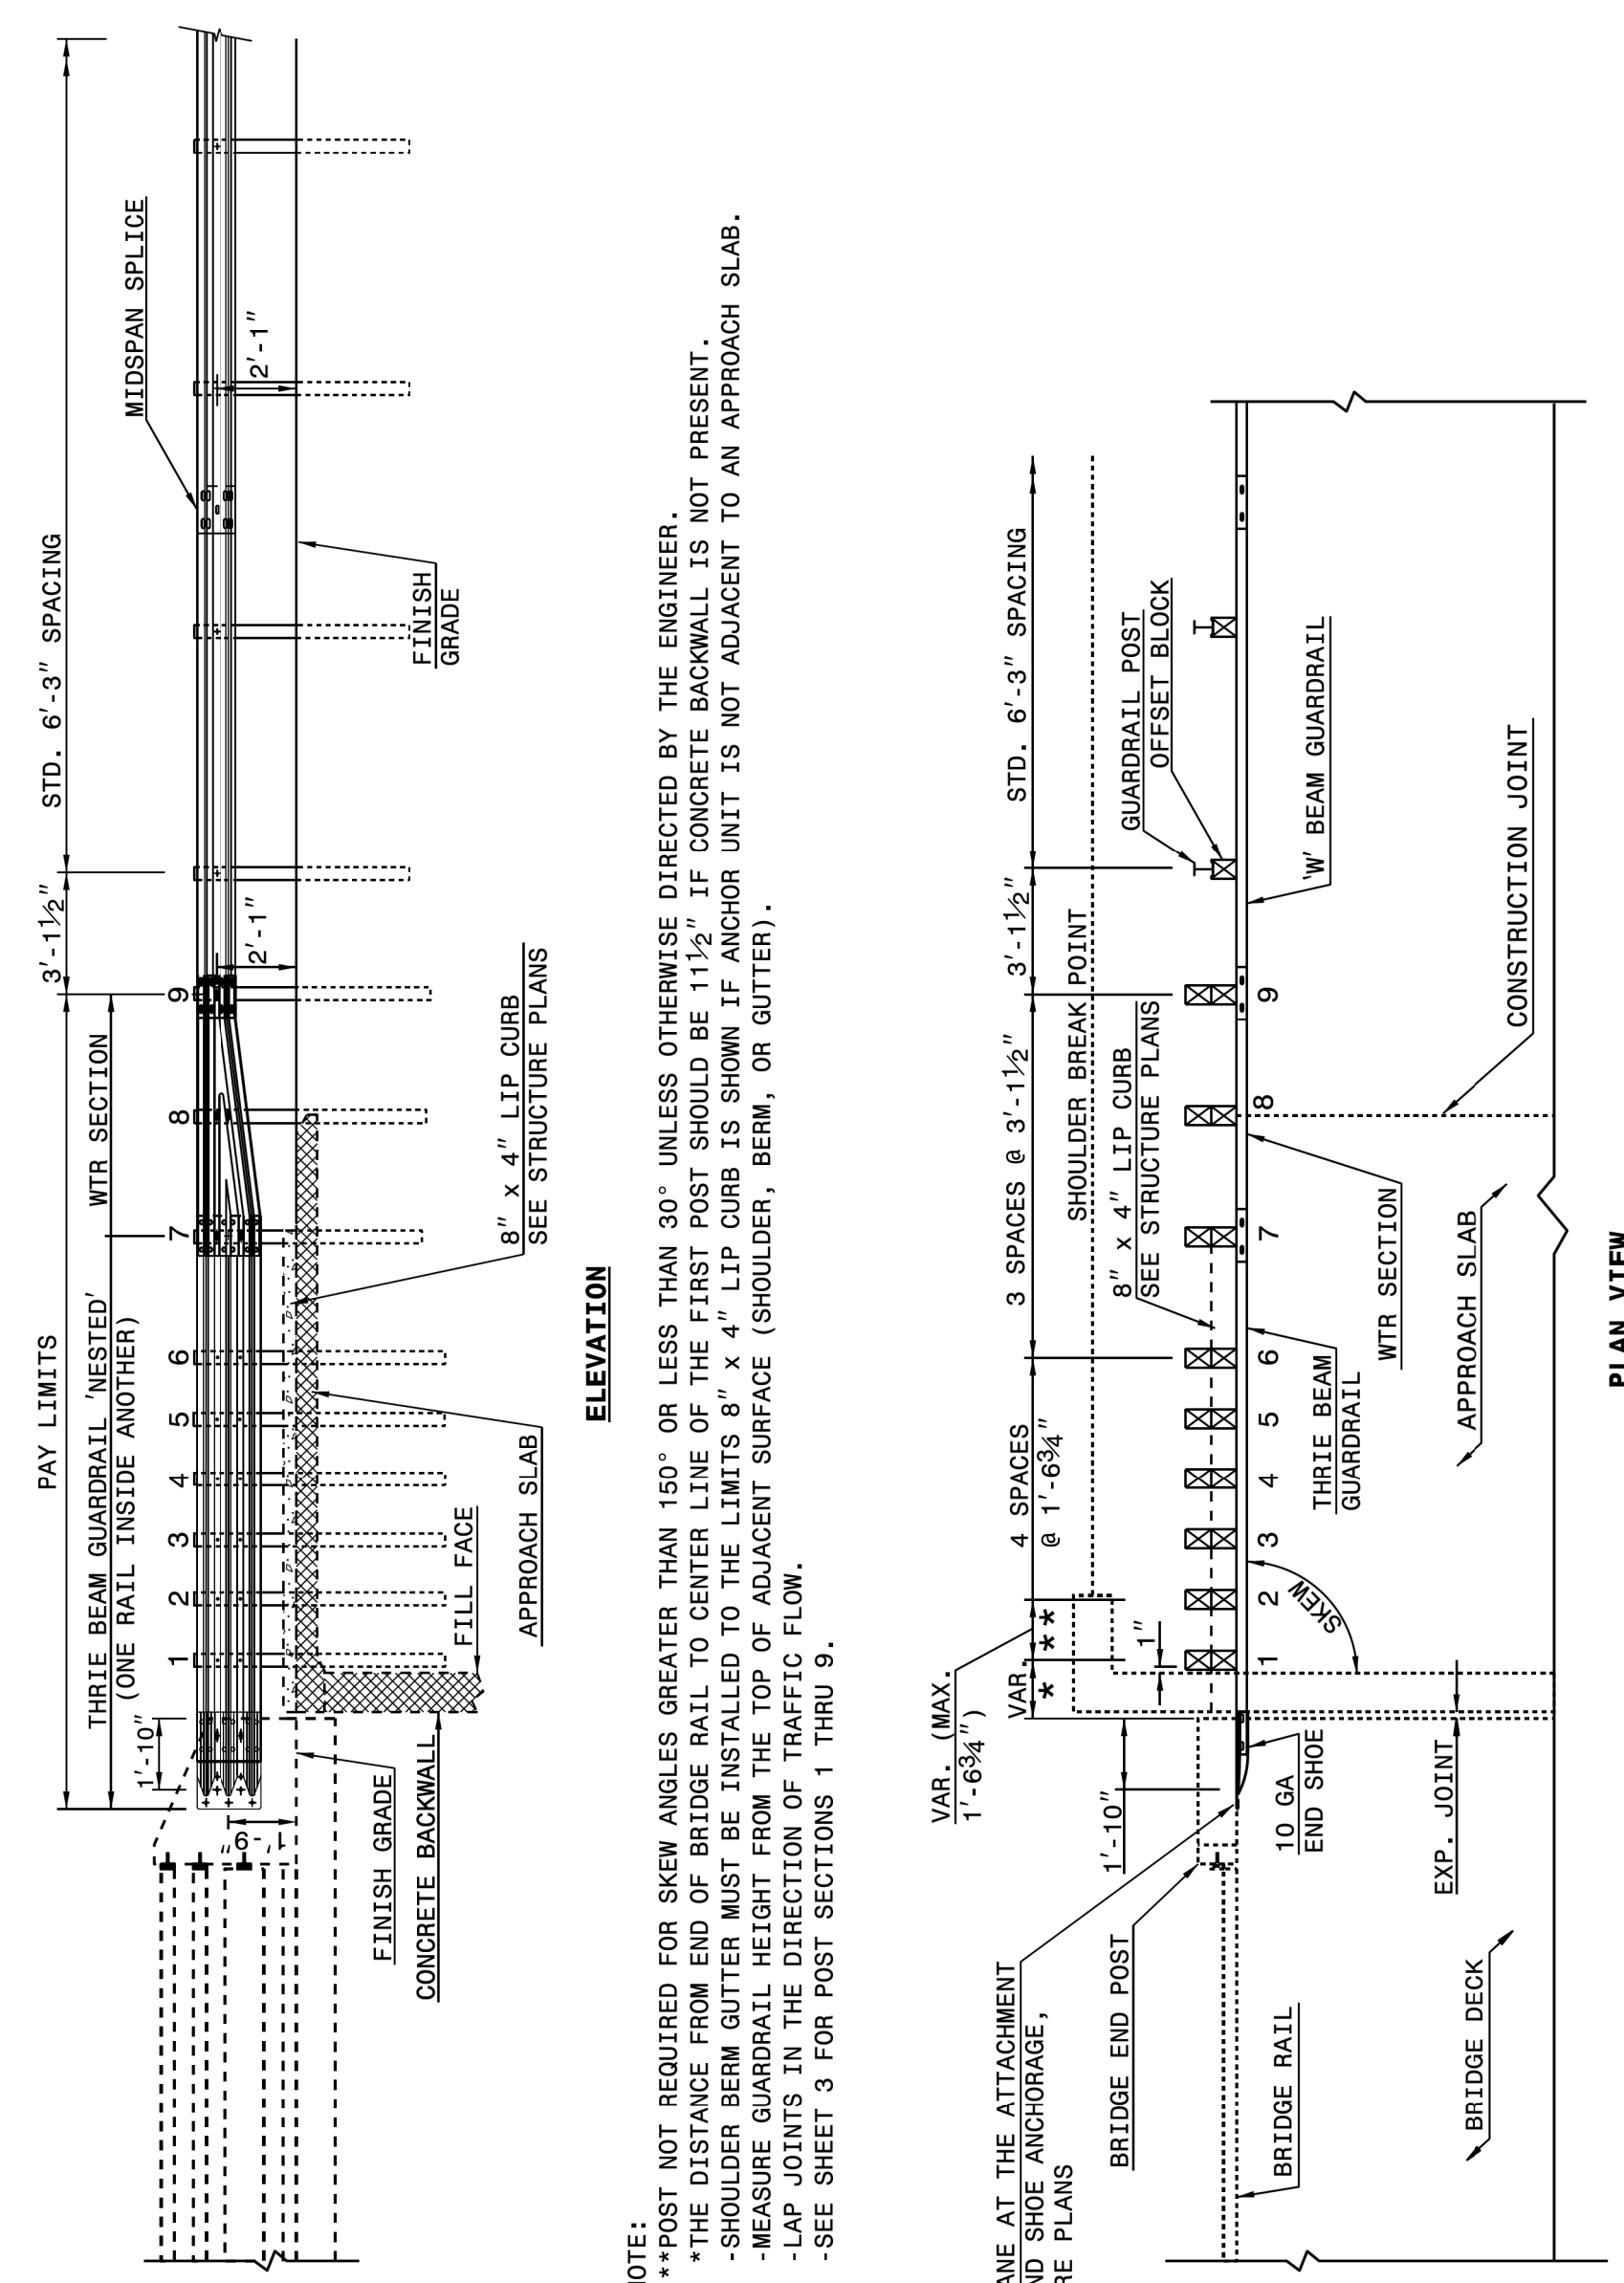 PAY LIMITS
STD. 6'-3" SPACING
3'-1½"
THRIE BEAM GUARDRAIL 'NESTED'
(ONE RAIL INSIDE ANOTHER)
WTR SECTION
MIDSPAN SPLICE
1'-10"
1 2 3 4 5 6 7 8 9
1'-9"
2'-1"
2'-1"
FINISH GRADE
CONCRETE BACKWALL
FILL FACE
APPROACH SLAB
8" x 4" LIP CURB
SEE STRUCTURE PLANS
FINISH
GRADE
ELEVATION
NOTE:
**POST NOT REQUIRED FOR SKEW ANGLES GREATER THAN 150° OR LESS THAN 30° UNLESS OTHERWISE DIRECTED BY THE ENGINEER.
*THE DISTANCE FROM END OF BRIDGE RAIL TO CENTER LINE OF THE FIRST POST SHOULD BE 11½" IF CONCRETE BACKWALL IS NOT PRESENT.
-SHOULDER BERM GUTTER MUST BE INSTALLED TO THE LIMITS 8" x 4" LIP CURB IS SHOWN IF ANCHOR UNIT IS NOT ADJACENT TO AN APPROACH SLAB.
-MEASURE GUARDRAIL HEIGHT FROM THE TOP OF ADJACENT SURFACE (SHOULDER, BERM, OR GUTTER).
-LAP JOINTS IN THE DIRECTION OF TRAFFIC FLOW.
-SEE SHEET 3 FOR POST SECTIONS 1 THRU 9.
VAR. (MAX.
1'-6¾")
VAR.
*
**
4 SPACES
@ 1'-6¾"
3 SPACES @ 3'-1½"
3'-1½"
STD. 6'-3" SPACING
SHOULDER BREAK POINT
8" x 4" LIP CURB
SEE STRUCTURE PLANS
GUARDRAIL POST
OFFSET BLOCK
1'-10"
1"
AT THE ATTACHMENT
SHOE ANCHORAGE,
PLANS
BRIDGE END POST
BRIDGE RAIL
10 GA
END SHOE
EXP. JOINT
1 2 3 4 5 6 7 8 9
SKEW
THRIE BEAM
GUARDRAIL
WTR SECTION
'W' BEAM GUARDRAIL
APPROACH SLAB
CONSTRUCTION JOINT
BRIDGE DECK
PLAN VIEW